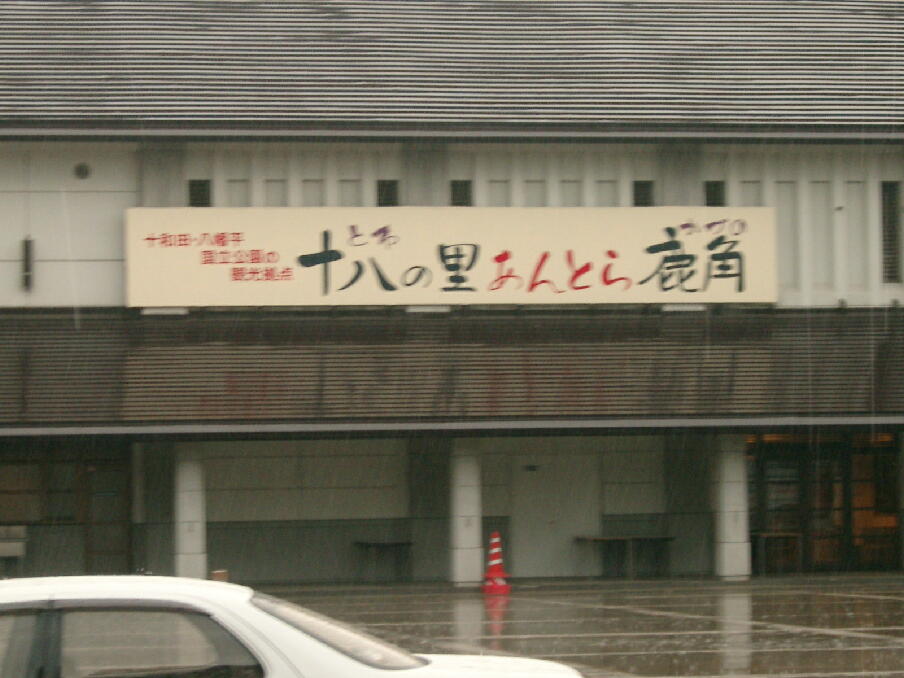 十和田・八幡平
国立公園の
観光拠点
とわ
十八の里あんとら鹿角
かづの